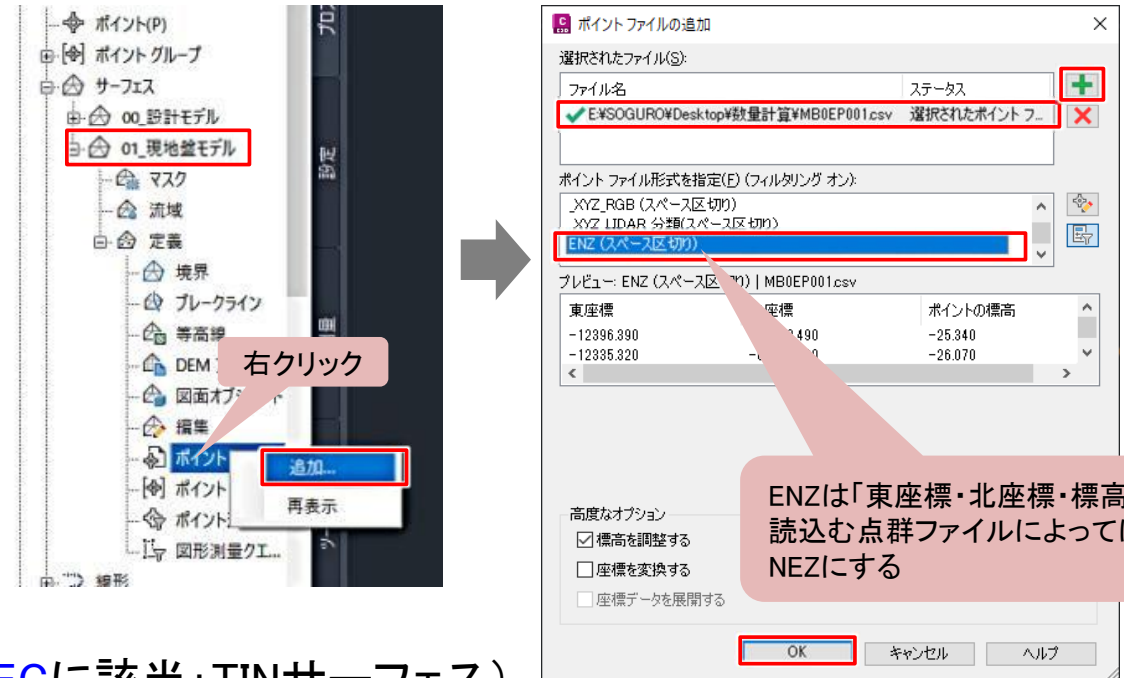 ポイント(P)
ポイント グループ
サーフェス
00_設計モデル
01_現地盤モデル
マスク
流域
定義
境界
ブレークライン
等高線
DEM
図面オブジェクト
編集
ポイント
ポイント
ポイント
図形測量クエ...
線形
設定
右クリック
追加...
再表示
ポイント ファイルの追加
選択されたファイル(S):
ファイル名 ステータス
E:¥SOGURO¥Desktop¥数量計算¥MB0EP001.csv 選択されたポイント フ...
ポイント ファイル形式を指定(F) (フィルタリング オン):
_XYZ_RGB (スペース区切り)
_XYZ_LIDAR 分類(スペース区切り)
ENZ (スペース区切り)
プレビュー: ENZ (スペース区切り) | MB0EP001.csv
東座標 座標 ポイントの標高
-12396.390 490 -25.340
-12335.320 -26.070
ENZは「東座標・北座標・標高
読込む点群ファイルによっては
NEZにする
高度なオプション
標高を調整する
座標を変換する
座標データを展開する
OK キャンセル ヘルプ
に該当:TINサーフェス)